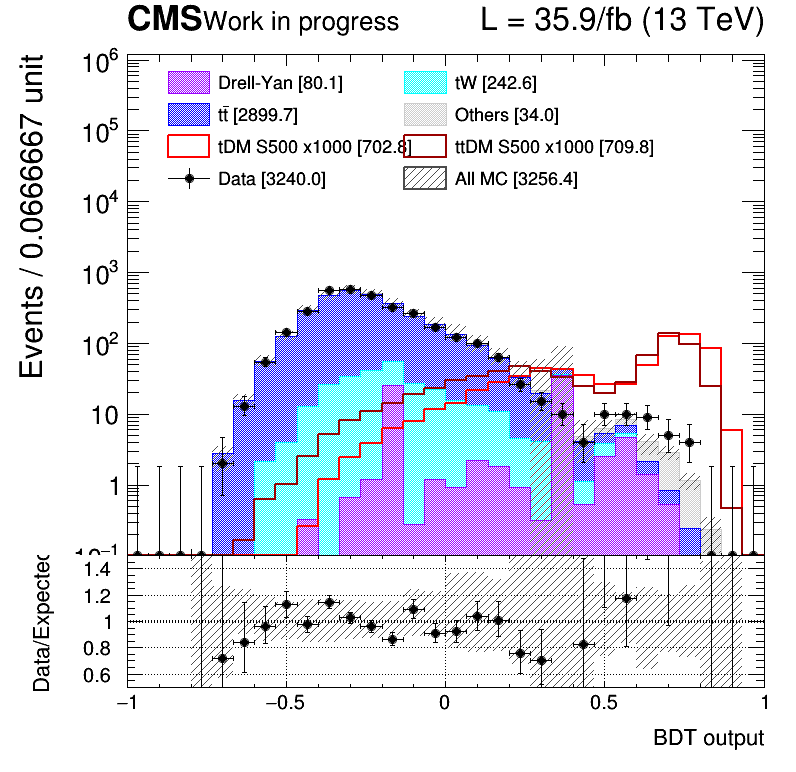 CMS Work in progress L = 35.9/fb (13 TeV)
Events / 0.0666667 unit
10⁶
10⁵
10⁴
10³
10²
10
1
10⁻¹
Drell-Yan [80.1]
tW [242.6]
tt̄ [2899.7]
Others [34.0]
tDM S500 x1000 [702.8]
ttDM S500 x1000 [709.8]
Data [3240.0]
All MC [3256.4]
Data/Expected
1.4
1.2
1
0.8
0.6
−1 −0.5 0 0.5 1
BDT output